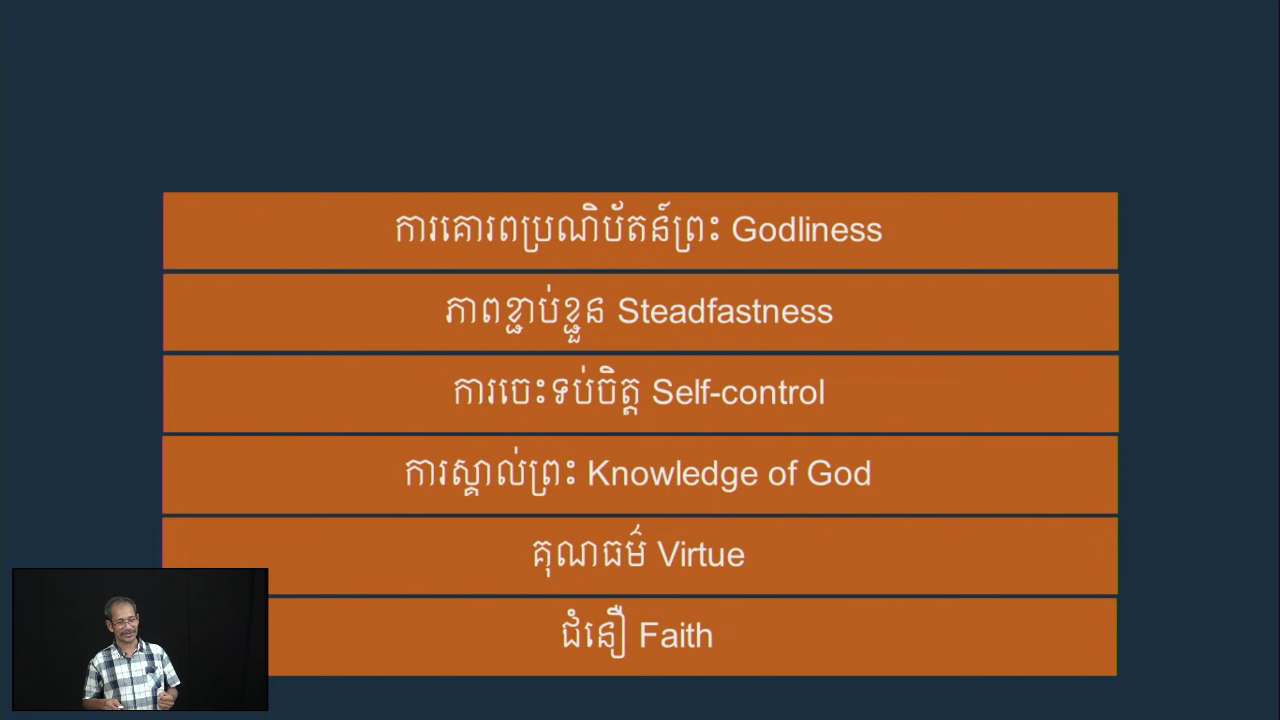 ការគោរពប្រណិប័តន៍ព្រះ Godliness
ភាពខ្ជាប់ខ្ជួន Steadfastness
ការចេះទប់ចិត្ត Self-control
ការស្គាល់ព្រះ Knowledge of God
គុណធម៌ Virtue
ជំនឿ Faith